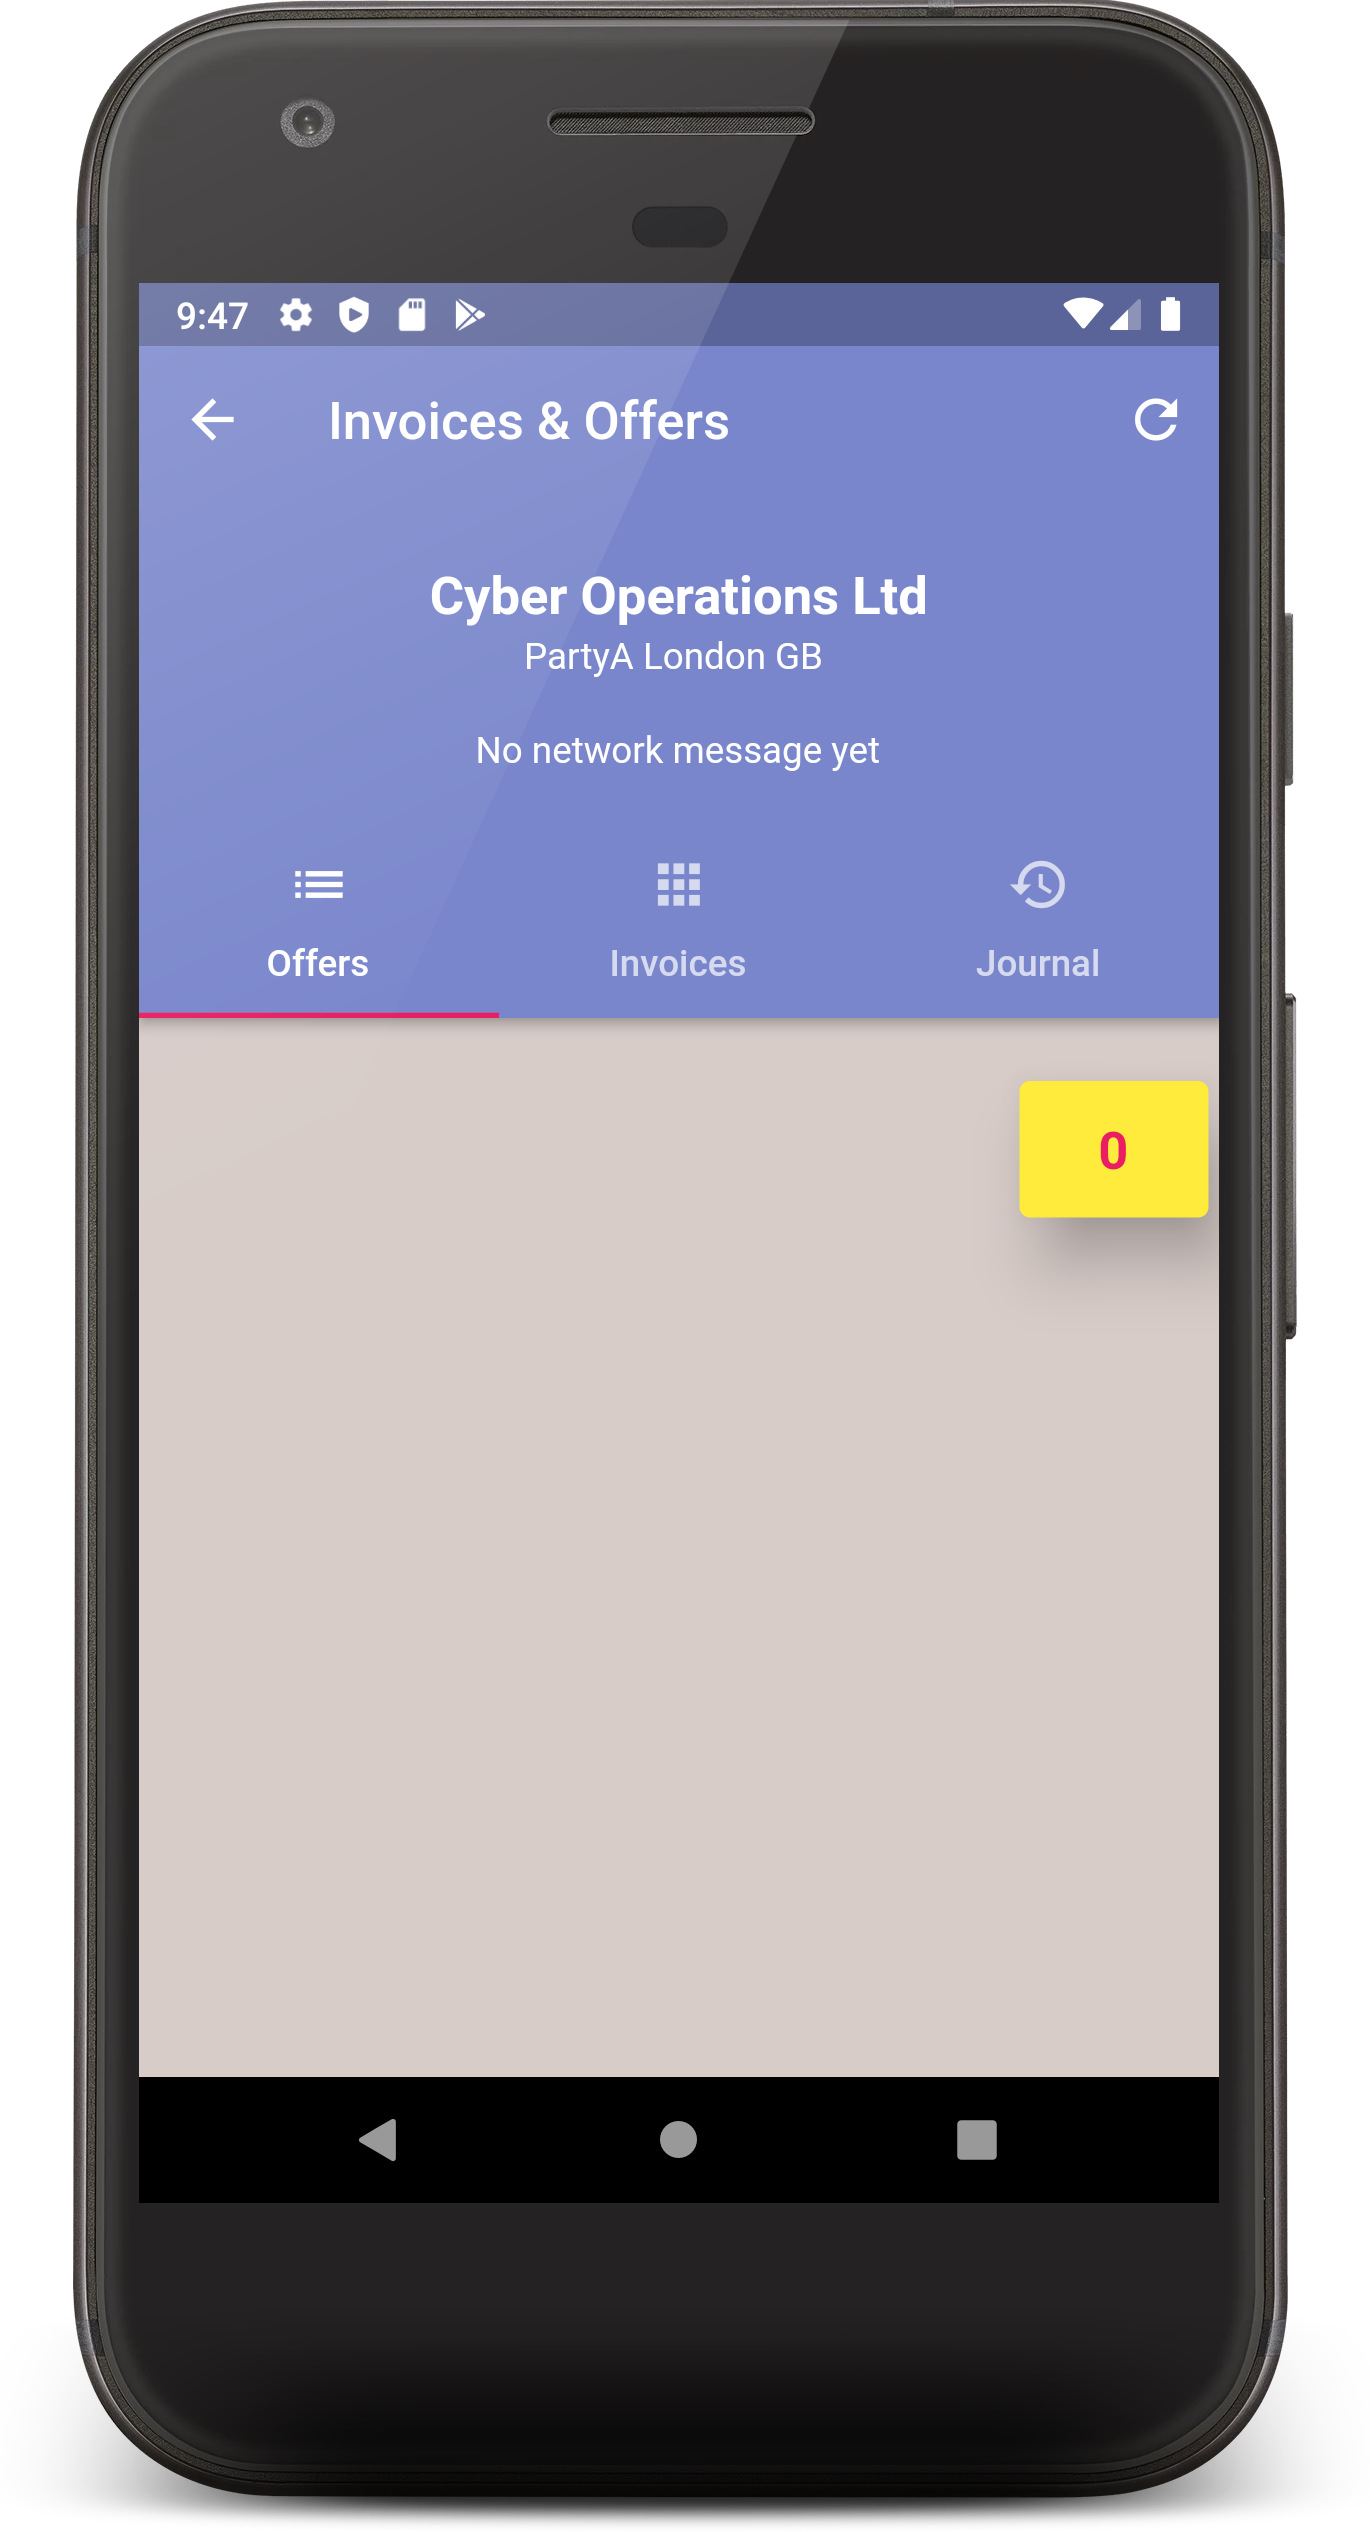 9:47
Invoices & Offers
Cyber Operations Ltd
PartyA London GB
No network message yet
Offers Invoices Journal
0